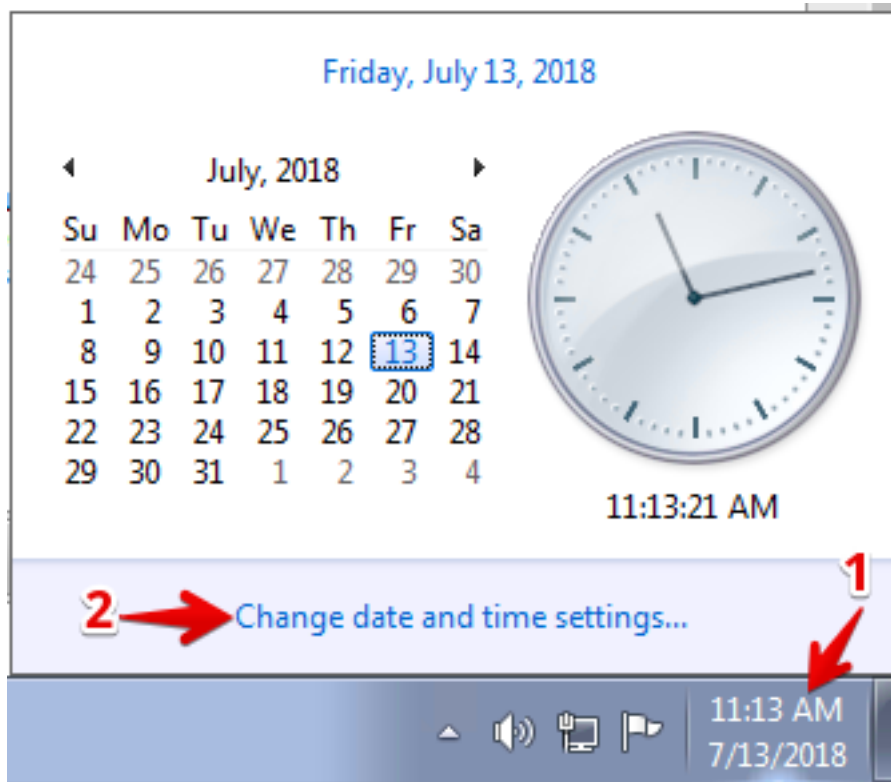 Friday, July 13, 2018
July, 2018
Su Mo Tu We Th Fr Sa
24 25 26 27 28 29 30
1 2 3 4 5 6 7
8 9 10 11 12 13 14
15 16 17 18 19 20 21
22 23 24 25 26 27 28
29 30 31 1 2 3 4
11:13:21 AM
1
2 Change date and time settings...
11:13 AM
7/13/2018